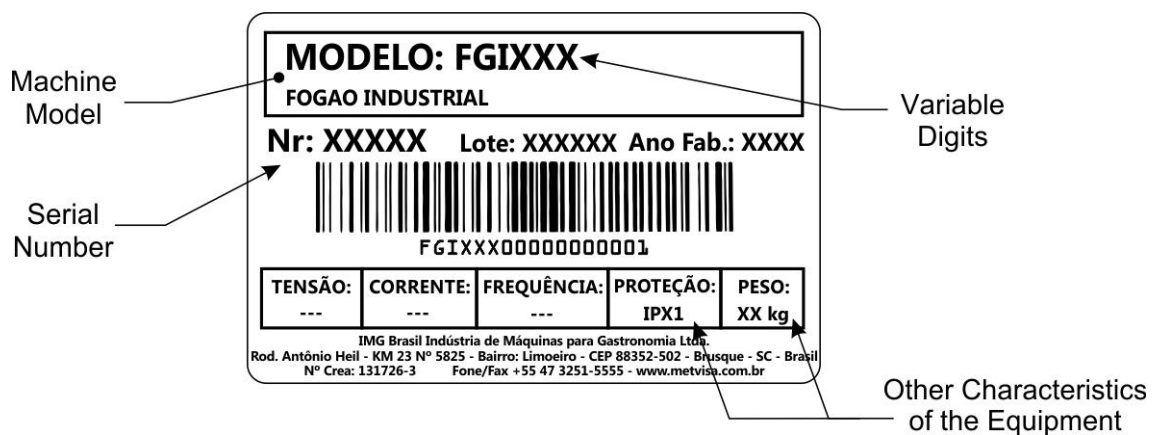 MODELO: FGIXXX
FOGAO INDUSTRIAL
Machine
Model
Variable
Digits
Nr: XXXXX Lote: XXXXXX Ano Fab.: XXXX
Serial
Number
FGIXXX00000000001
TENSÃO: CORRENTE: FREQUÊNCIA: PROTEÇÃO: PESO:
--- --- --- IPX1 XX kg
IMG Brasil Indústria de Máquinas para Gastronomia Ltda.
Rod. Antônio Heil - KM 23 Nº 5825 - Bairro: Limoeiro - CEP 88352-502 - Brusque - SC - Brasil
Nº Crea: 131726-3 Fone/Fax +55 47 3251-5555 - www.metvisa.com.br
Other Characteristics
of the Equipment